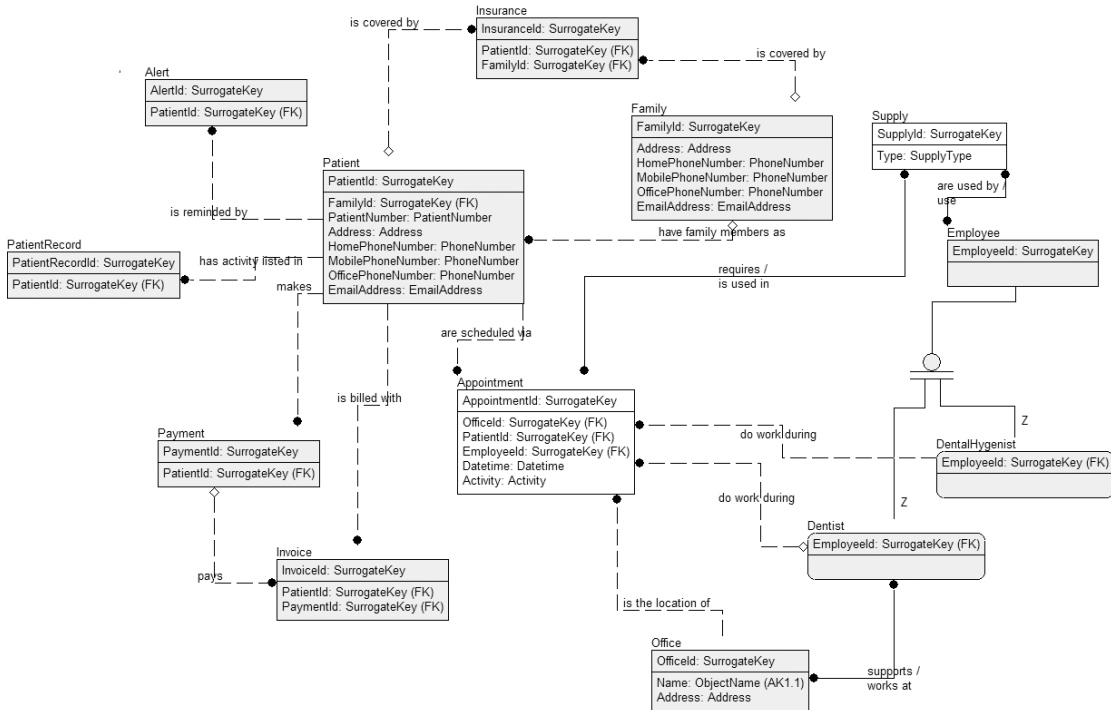 Insurance
InsuranceId: SurrogateKey
PatientId: SurrogateKey (FK)
FamilyId: SurrogateKey (FK)
is covered by
is covered by
Alert
AlertId: SurrogateKey
PatientId: SurrogateKey (FK)
Family
FamilyId: SurrogateKey
Address: Address
HomePhoneNumber: PhoneNumber
MobilePhoneNumber: PhoneNumber
OfficePhoneNumber: PhoneNumber
EmailAddress: EmailAddress
Supply
SupplyId: SurrogateKey
Type: SupplyType
are used by /
use
Patient
PatientId: SurrogateKey
FamilyId: SurrogateKey (FK)
PatientNumber: PatientNumber
Address: Address
HomePhoneNumber: PhoneNumber
MobilePhoneNumber: PhoneNumber
OfficePhoneNumber: PhoneNumber
EmailAddress: EmailAddress
is reminded by
have family members as
Employee
EmployeeId: SurrogateKey
PatientRecord
PatientRecordId: SurrogateKey
PatientId: SurrogateKey (FK)
has activity listed in
makes
requires /
is used in
are scheduled via
is billed with
Appointment
AppointmentId: SurrogateKey
OfficeId: SurrogateKey (FK)
PatientId: SurrogateKey (FK)
EmployeeId: SurrogateKey (FK)
Datetime: Datetime
Activity: Activity
do work during
do work during
Z
Z
DentalHygenist
EmployeeId: SurrogateKey (FK)
Payment
PaymentId: SurrogateKey
PatientId: SurrogateKey (FK)
Dentist
EmployeeId: SurrogateKey (FK)
pays
Invoice
InvoiceId: SurrogateKey
PatientId: SurrogateKey (FK)
PaymentId: SurrogateKey (FK)
is the location of
Office
OfficeId: SurrogateKey
Name: ObjectName (AK1.1)
Address: Address
supports /
works at